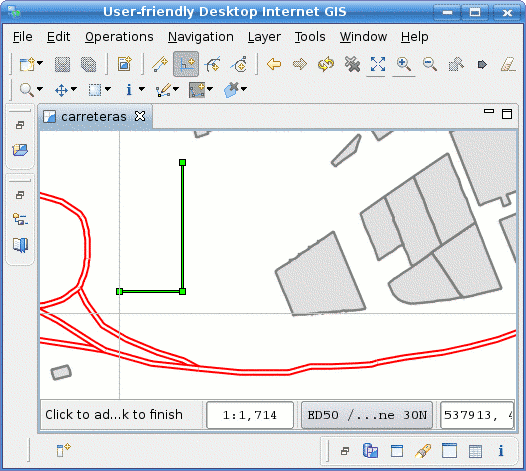 User-friendly Desktop Internet GIS
File Edit Operations Navigation Layer Tools Window Help
carreteras
Click to ad...k to finish 1:1,714 ED50 /...ne 30N 537913, 4